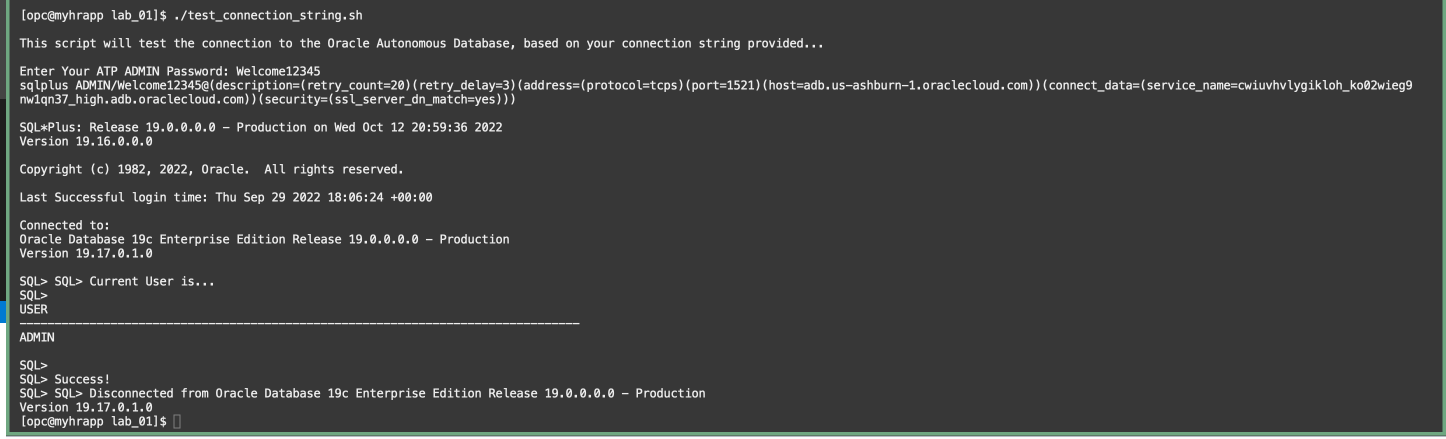 [opc@myhrapp lab_01]$ ./test_connection_string.sh
This script will test the connection to the Oracle Autonomous Database, based on your connection string provided...
Enter Your ATP ADMIN Password: Welcome12345
sqlplus ADMIN/Welcome12345@(description=(retry_count=20)(retry_delay=3)(address=(protocol=tcps)(port=1521)(host=adb.us-ashburn-1.oraclecloud.com))(connect_data=(service_name=cwiuvhvlygikloh_ko02wieg9
nw1qn37_high.adb.oraclecloud.com))(security=(ssl_server_dn_match=yes)))
SQL*Plus: Release 19.0.0.0.0 – Production on Wed Oct 12 20:59:36 2022
Version 19.16.0.0.0
Copyright (c) 1982, 2022, Oracle.  All rights reserved.
Last Successful login time: Thu Sep 29 2022 18:06:24 +00:00
Connected to:
Oracle Database 19c Enterprise Edition Release 19.0.0.0.0 – Production
Version 19.17.0.1.0
SQL> SQL> Current User is...
SQL>
USER
--------------------------------------------------------------------------------
ADMIN
SQL>
SQL> Success!
SQL> SQL> Disconnected from Oracle Database 19c Enterprise Edition Release 19.0.0.0.0 – Production
Version 19.17.0.1.0
[opc@myhrapp lab_01]$